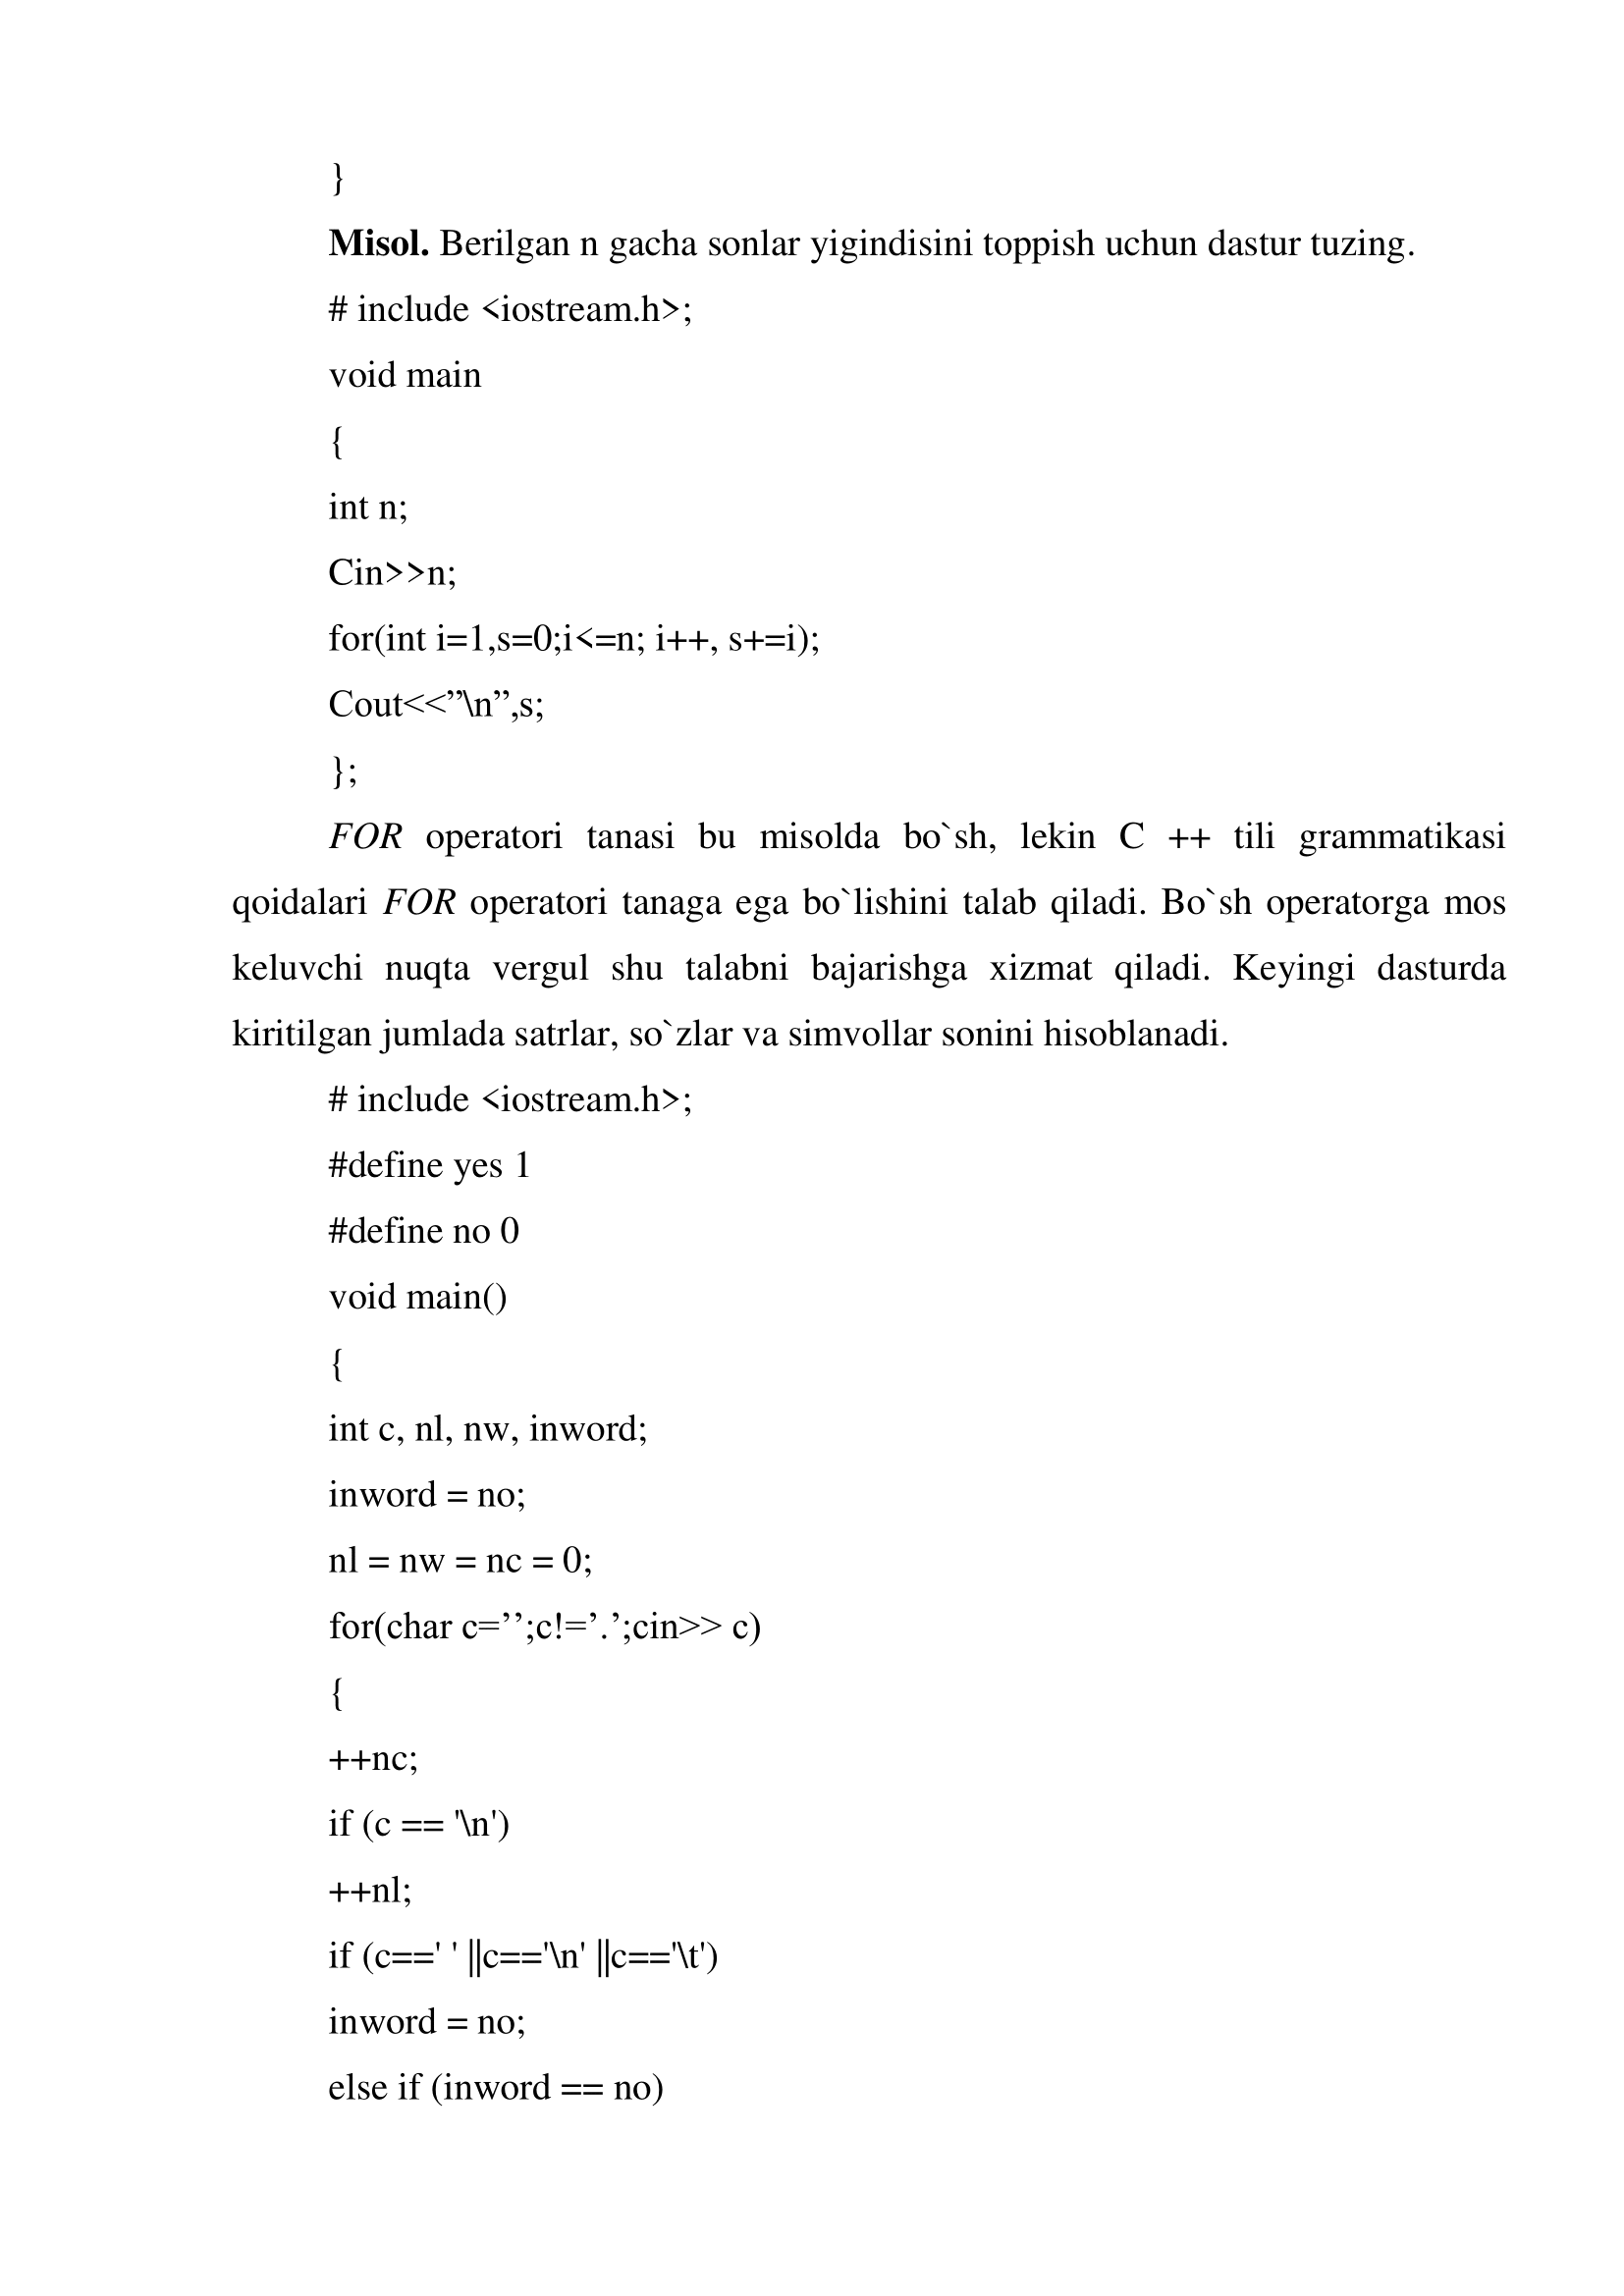 }
Misol. Berilgan n gacha sonlar yigindisini toppish uchun dastur tuzing.
# include <iostream.h>;
void main
{
int n;
Cin>>n;
for(int i=1,s=0;i<=n; i++, s+=i);
Cout<<”\n”,s;
};
FOR operatori tanasi bu misolda bo`sh, lekin C ++ tili grammatikasi
qoidalari FOR operatori tanaga ega bo`lishini talab qiladi. Bo`sh operatorga mos
keluvchi nuqta vergul shu talabni bajarishga xizmat qiladi. Keyingi dasturda
kiritilgan jumlada satrlar, so`zlar va simvollar sonini hisoblanadi.
# include <iostream.h>;
#define yes 1
#define no 0
void main()
{
int c, nl, nw, inword;
inword = no;
nl = nw = nc = 0;
for(char c=’’;c!=’.’;cin>> c)
{
++nc;
if (c == '\n')
++nl;
if (c==' ' ||c=='\n' ||c=='\t')
inword = no;
else if (inword == no)